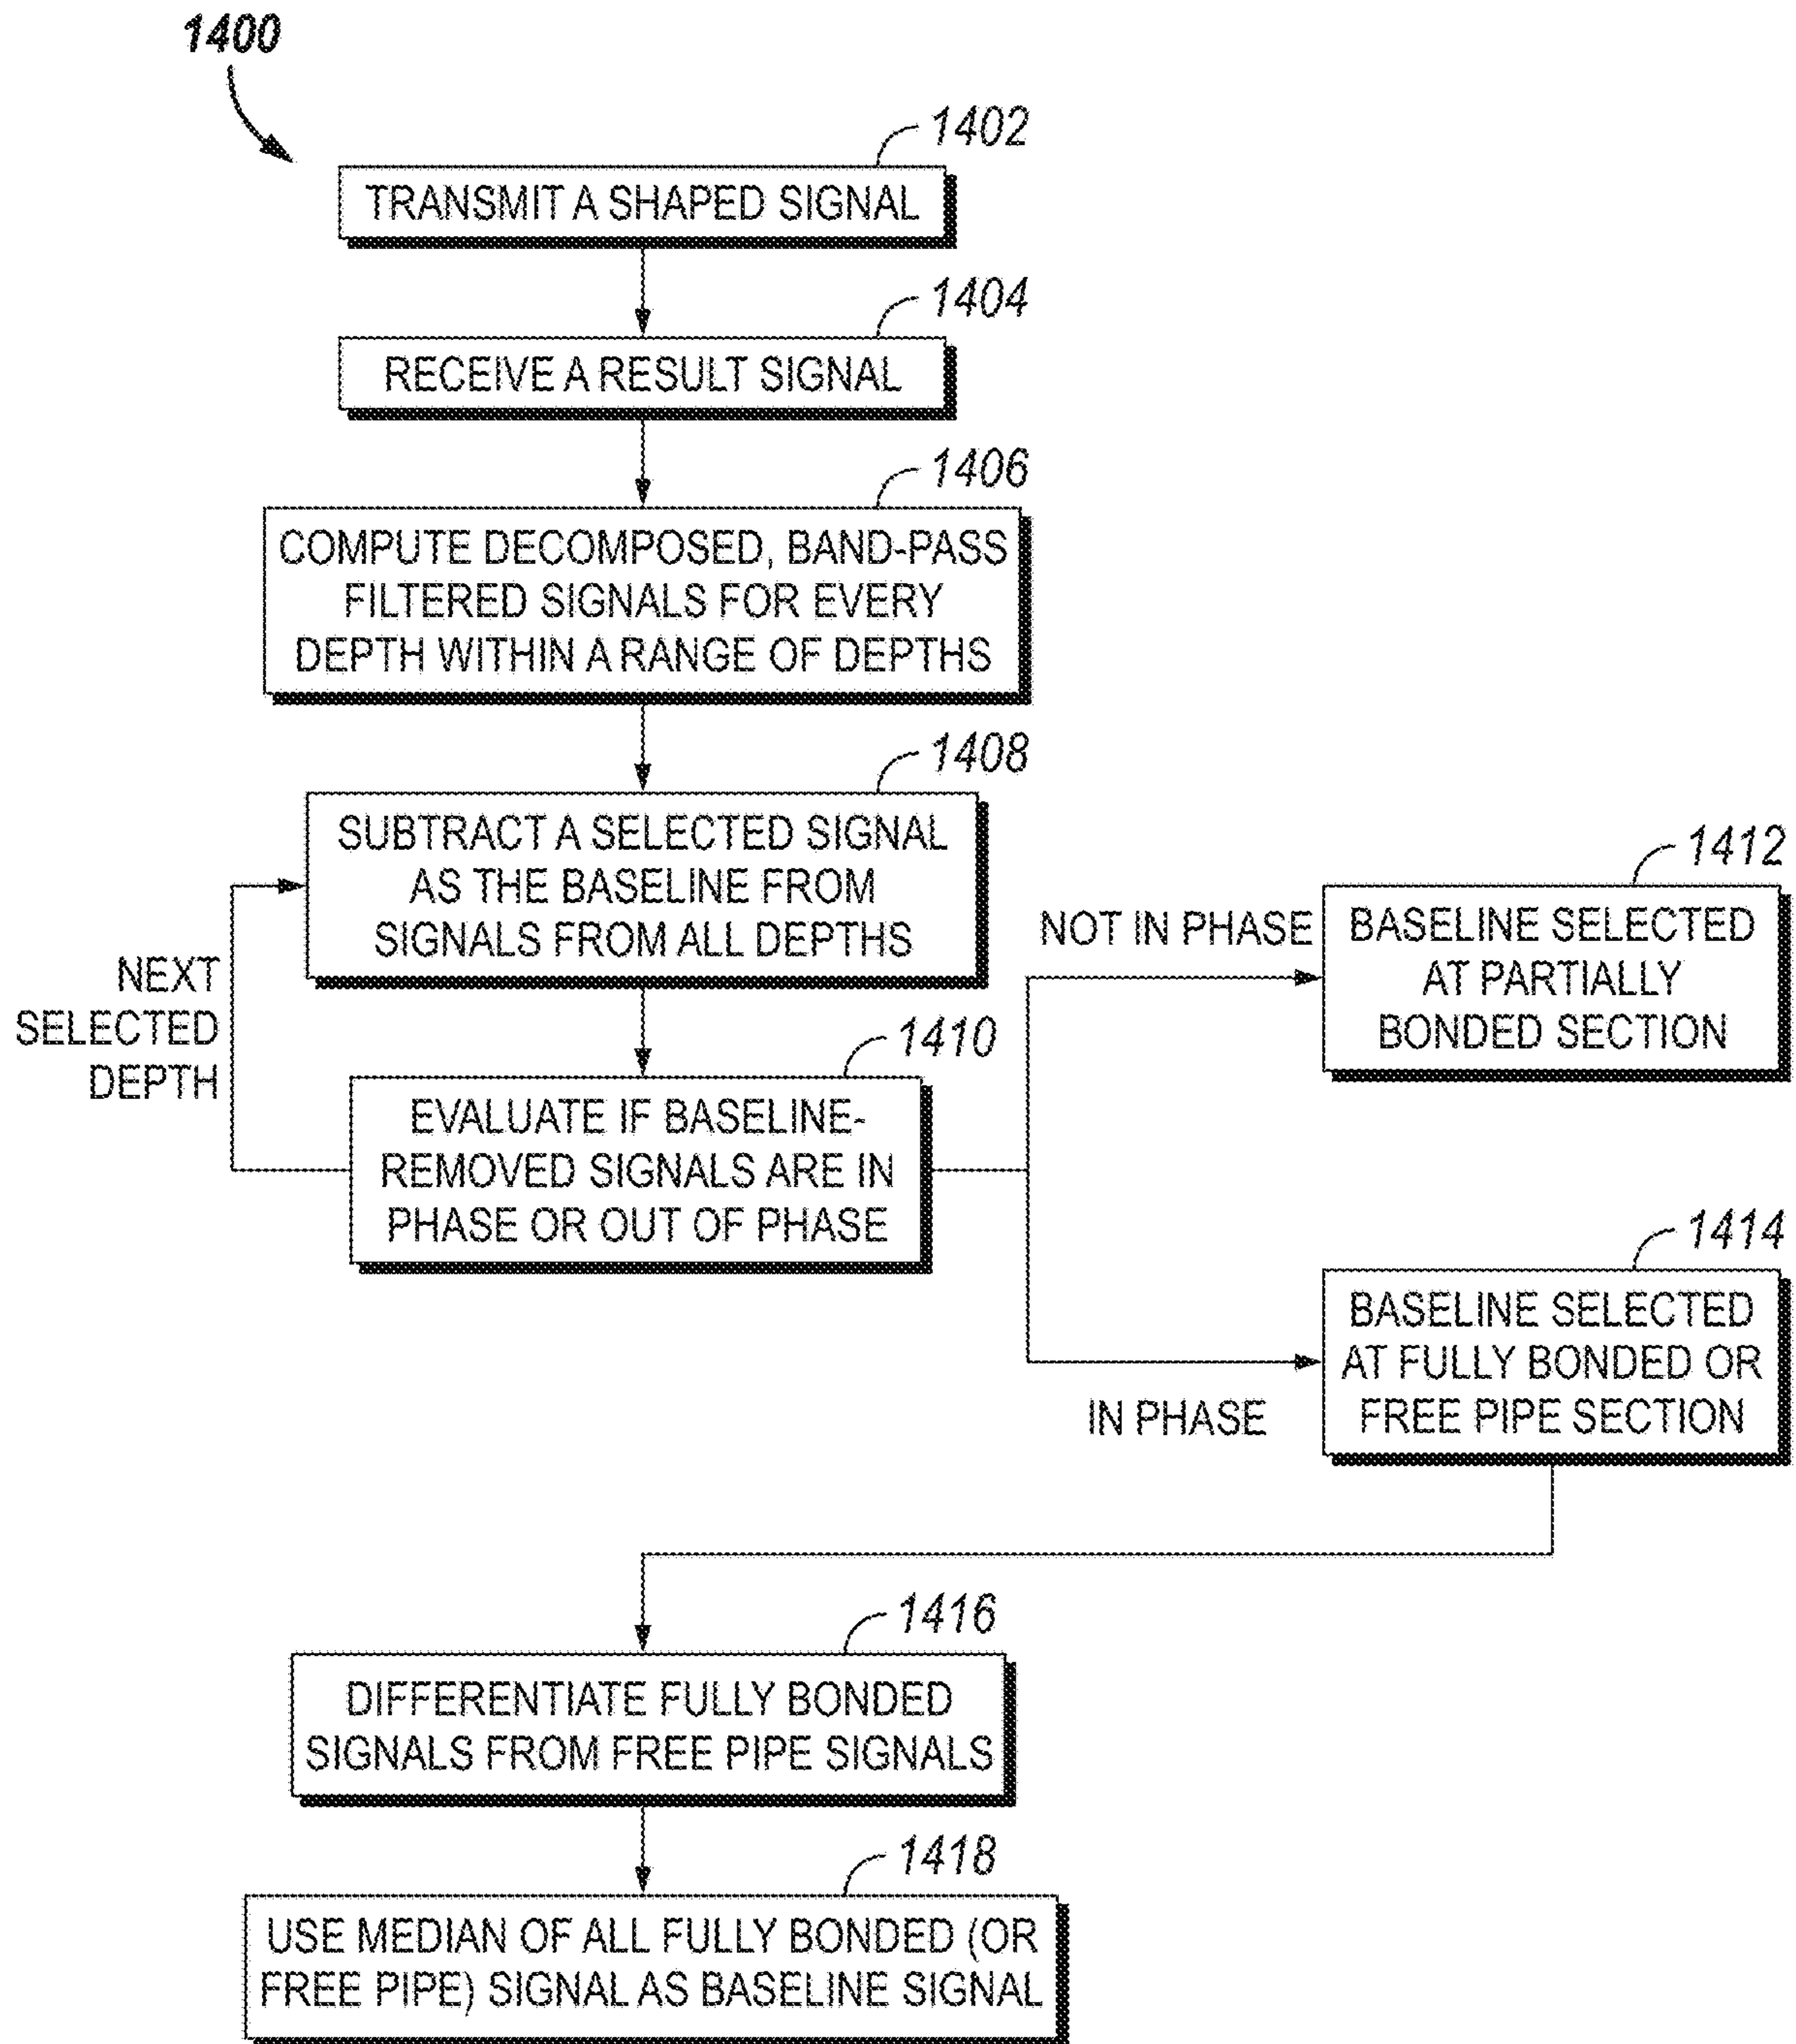 1400
1402
TRANSMIT A SHAPED SIGNAL
1404
RECEIVE A RESULT SIGNAL
1406
COMPUTE DECOMPOSED, BAND-PASS
FILTERED SIGNALS FOR EVERY
DEPTH WITHIN A RANGE OF DEPTHS
1408
SUBTRACT A SELECTED SIGNAL
AS THE BASELINE FROM
SIGNALS FROM ALL DEPTHS
NEXT
SELECTED
DEPTH
1410
EVALUATE IF BASELINE-
REMOVED SIGNALS ARE IN
PHASE OR OUT OF PHASE
NOT IN PHASE
1412
BASELINE SELECTED
AT PARTIALLY
BONDED SECTION
IN PHASE
1414
BASELINE SELECTED
AT FULLY BONDED OR
FREE PIPE SECTION
1416
DIFFERENTIATE FULLY BONDED
SIGNALS FROM FREE PIPE SIGNALS
1418
USE MEDIAN OF ALL FULLY BONDED (OR
FREE PIPE) SIGNAL AS BASELINE SIGNAL